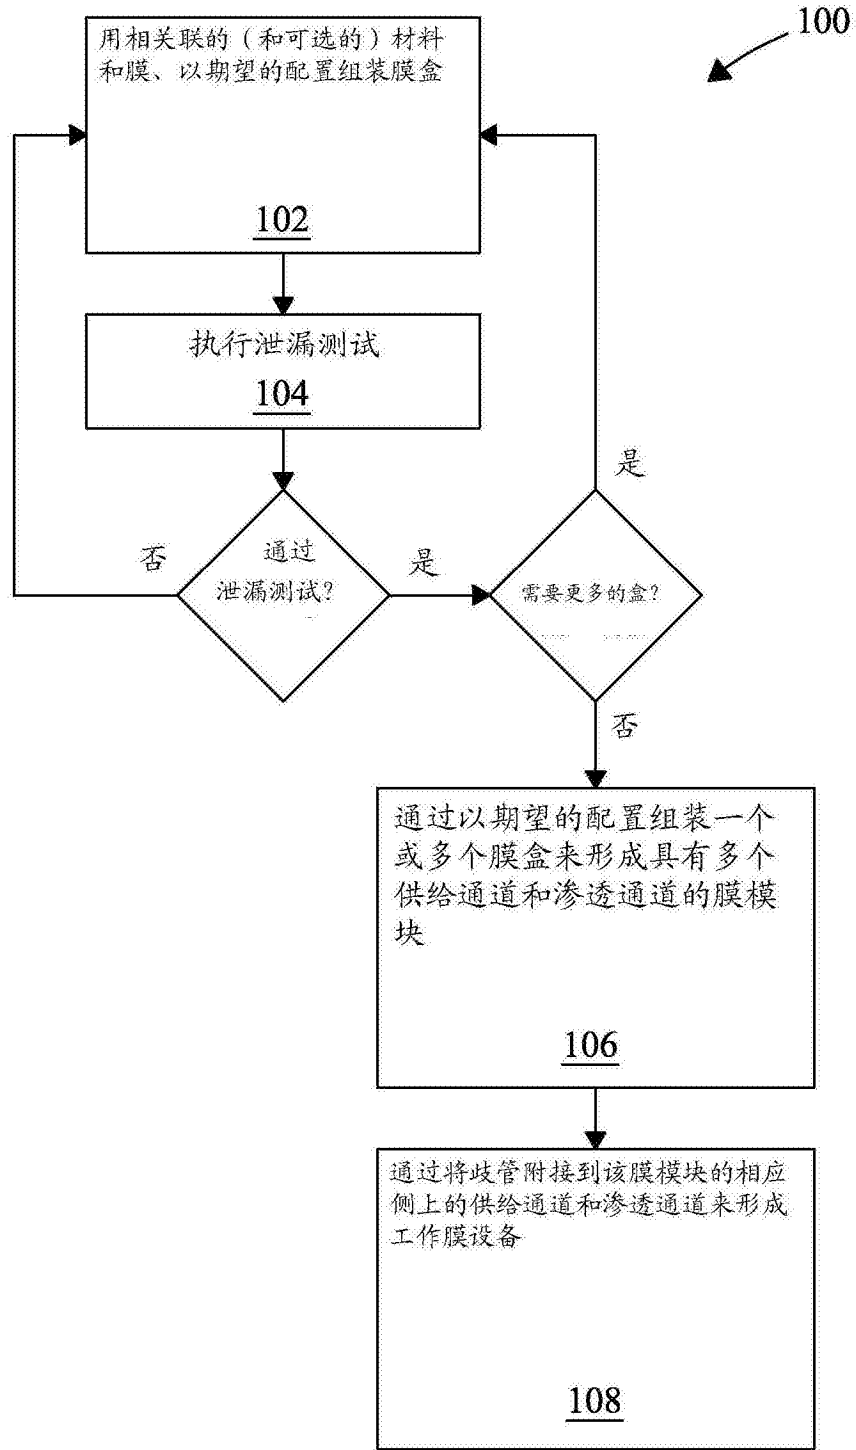 100
用相关联的（和可选的）材料
和膜、以期望的配置组装膜盒
102
执行泄漏测试
104
是
否
通过
泄漏测试?
是
需要更多的盒?
否
通过以期望的配置组装一个
或多个膜盒来形成具有多个
供给通道和渗透通道的膜模
块
106
通过将歧管附接到该膜模块的相应
侧上的供给通道和渗透通道来形成
工作膜设备
108